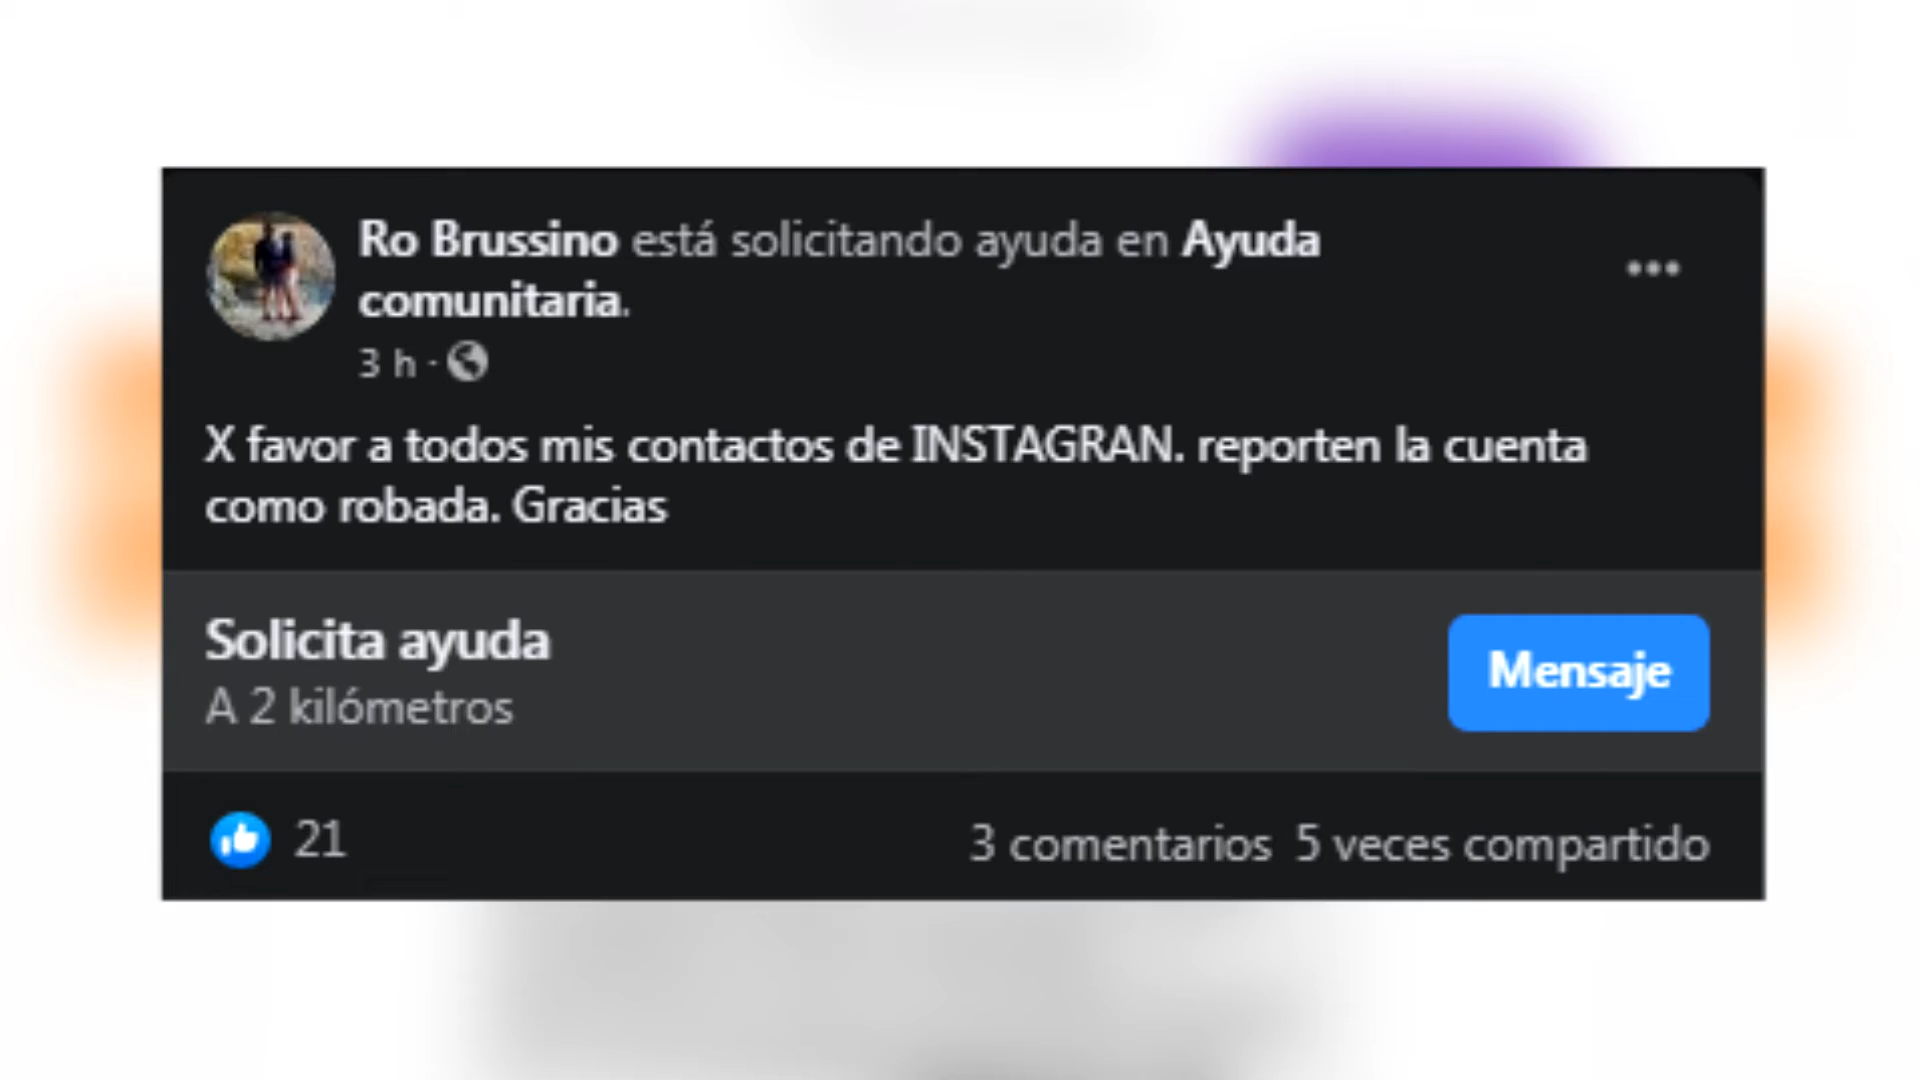 Ro Brussino está solicitando ayuda en Ayuda
comunitaria.
3 h ·
X favor a todos mis contactos de INSTAGRAN. reporten la cuenta
como robada. Gracias
Solicita ayuda
A 2 kilómetros
Mensaje
21
3 comentarios 5 veces compartido